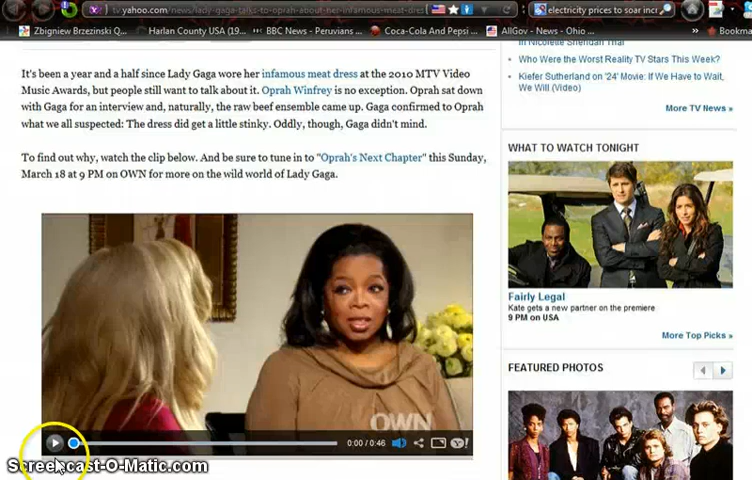 tv.yahoo.com/news/lady-gaga-talks-to-oprah-about-her-infamous-meat-dres
electricity prices to soar incr
Zbigniew Brzezinski Q...
Harlan County USA (19...
BBC News - Peruvians ...
Coca-Cola And Pepsi ...
AllGov - News - Ohio ...
Bookma
It's been a year and a half since Lady Gaga wore her infamous meat dress at the 2010 MTV Video
Music Awards, but people still want to talk about it. Oprah Winfrey is no exception. Oprah sat down
with Gaga for an interview and, naturally, the raw beef ensemble came up. Gaga confirmed to Oprah
what we all suspected: The dress did get a little stinky. Oddly, though, Gaga didn't mind.
To find out why, watch the clip below. And be sure to tune in to "Oprah's Next Chapter" this Sunday,
March 18 at 9 PM on OWN for more on the wild world of Lady Gaga.
OWN
0:00 / 0:46
Y!
Screencast-O-Matic.com
in Nicollette Sheridan Trial
Who Were the Worst Reality TV Stars This Week?
Kiefer Sutherland on '24' Movie: If We Have to Wait,
We Will (Video)
More TV News »
WHAT TO WATCH TONIGHT
Fairly Legal
Kate gets a new partner on the premiere
9 PM on USA
More Top Picks »
FEATURED PHOTOS